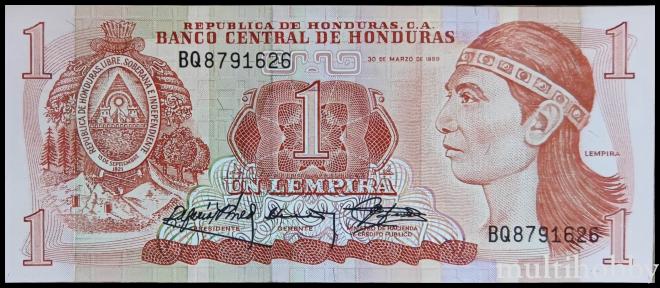 1
REPUBLICA DE HONDURAS, C.A.
1
BANCO CENTRAL DE HONDURAS
BQ8791626
30 DE MARZO DE 1989
REPUBLICA DE HONDURAS LIBRE, SOBERANA E INDEPENDIENTE
15 DE SEPTIEMBRE
1821
1
LEMPIRA
UN LEMPIRA
PRESIDENTE
GERENTE
MINISTRO DE HACIENDA
Y CREDITO PUBLICO
1
1
BQ8791626
multihobby